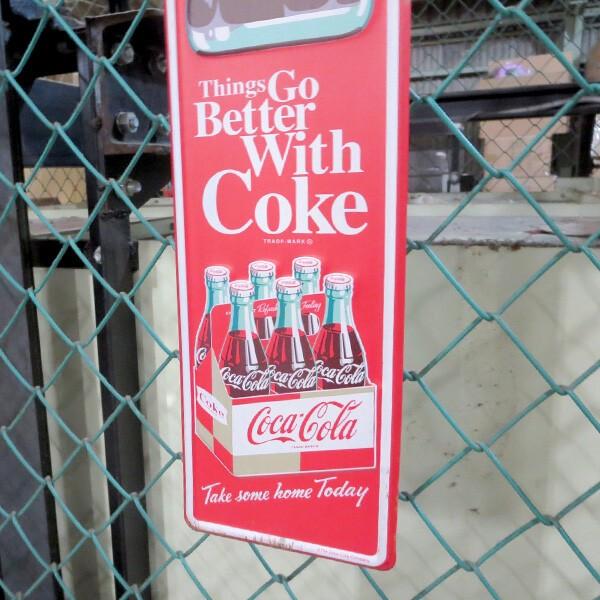 Things Go
Better
With
Coke
TRADE-MARK ®
Feeling
Coca-Cola
Coca-Cola
Coca-Cola
Coke
Coca-Cola
Take some home Today